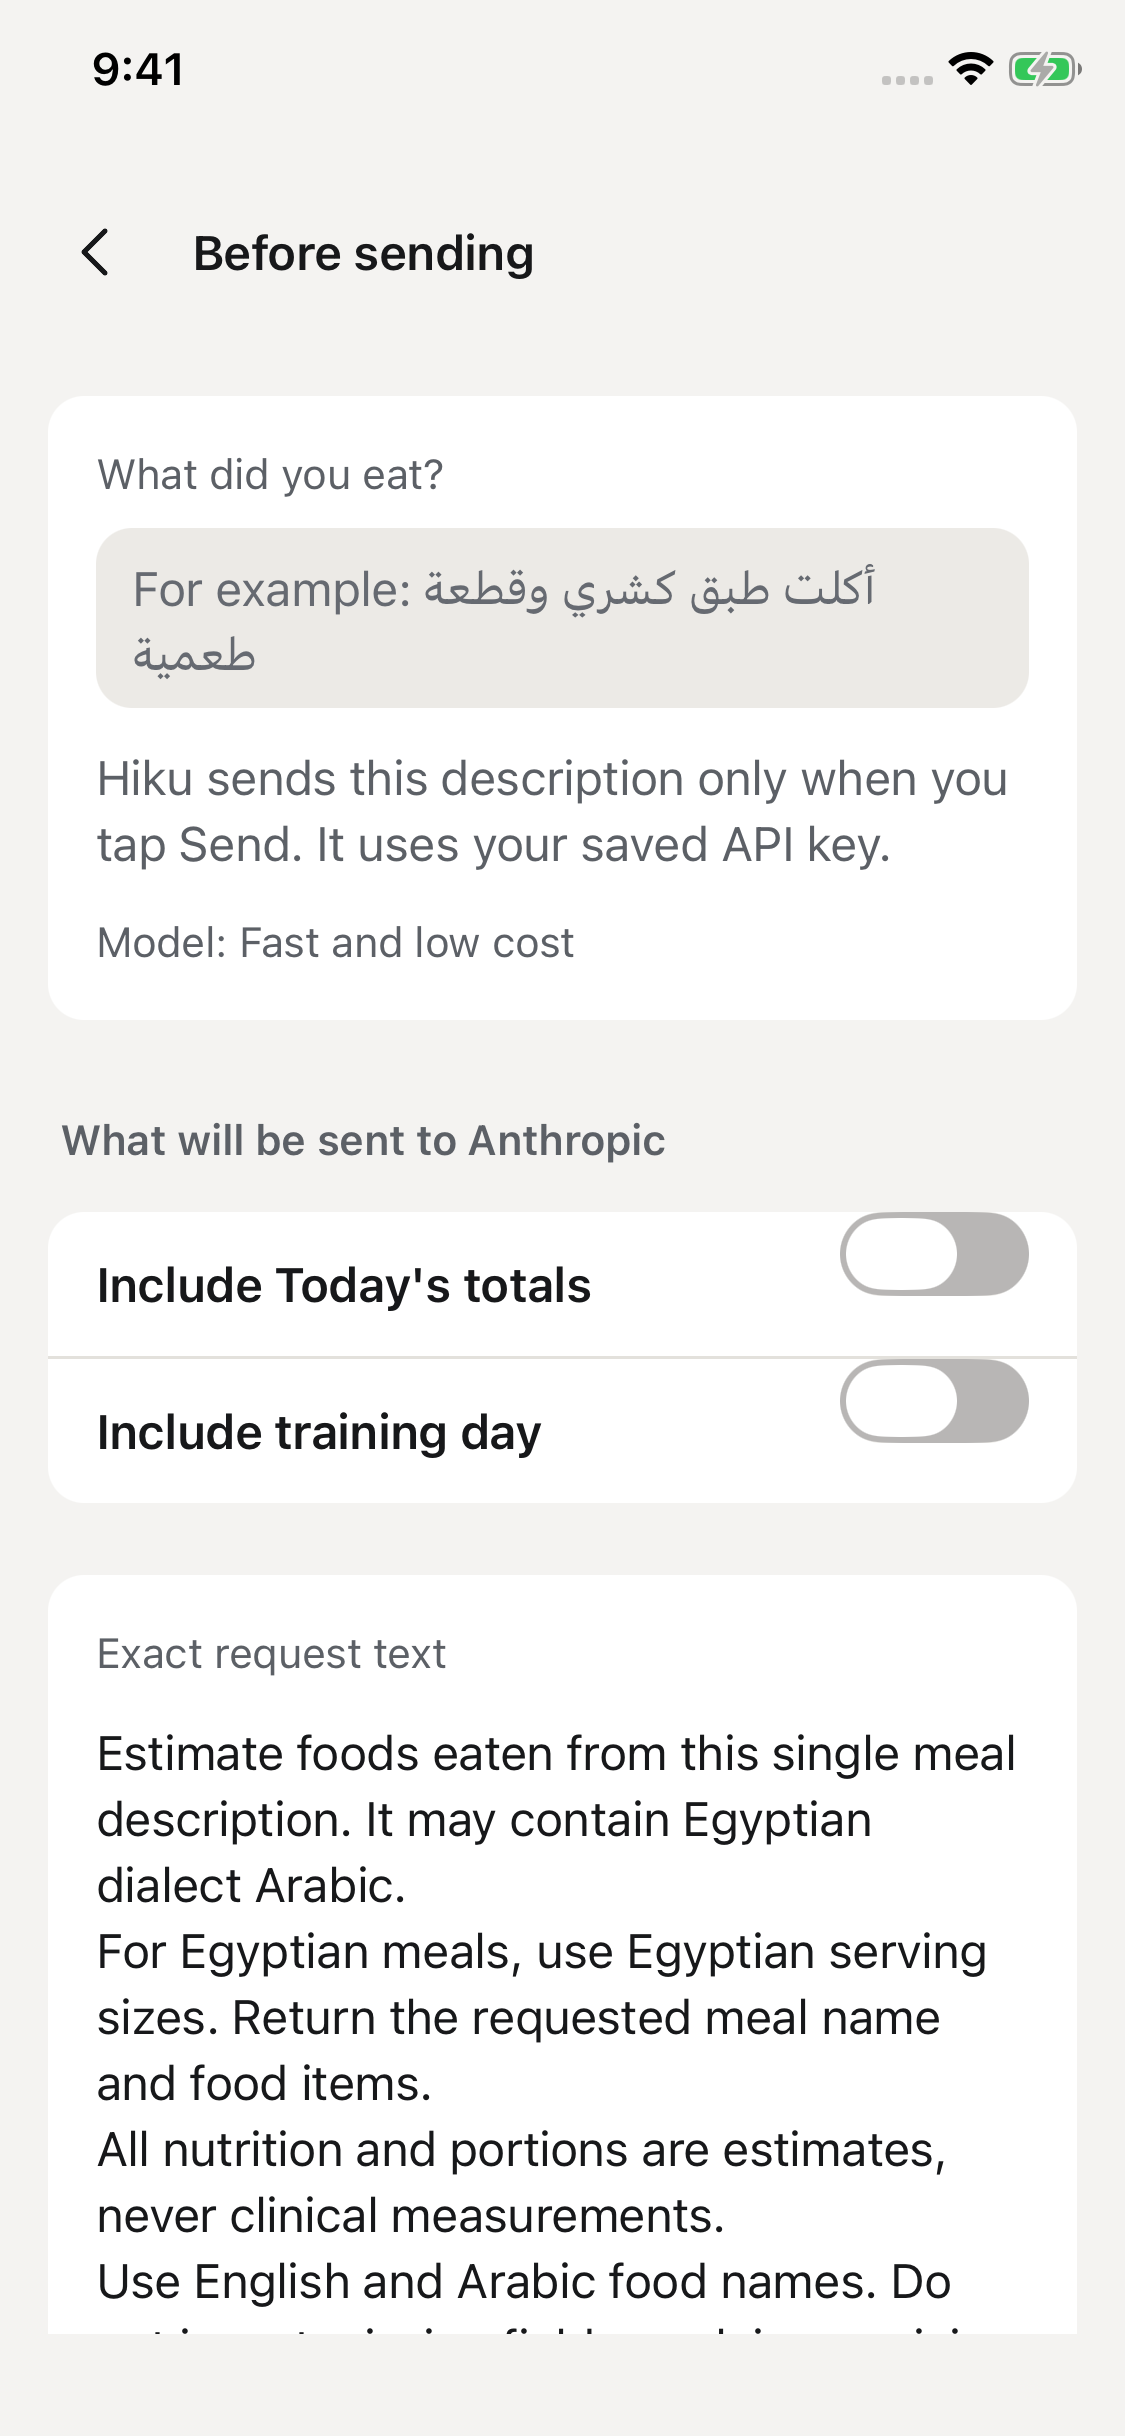 9:41
Before sending
What did you eat?
For example: أكلت طبق كشري وقطعة
طعمية
Hiku sends this description only when you
tap Send. It uses your saved API key.
Model: Fast and low cost
What will be sent to Anthropic
Include Today's totals
Include training day
Exact request text
Estimate foods eaten from this single meal
description. It may contain Egyptian
dialect Arabic.
For Egyptian meals, use Egyptian serving
sizes. Return the requested meal name
and food items.
All nutrition and portions are estimates,
never clinical measurements.
Use English and Arabic food names. Do